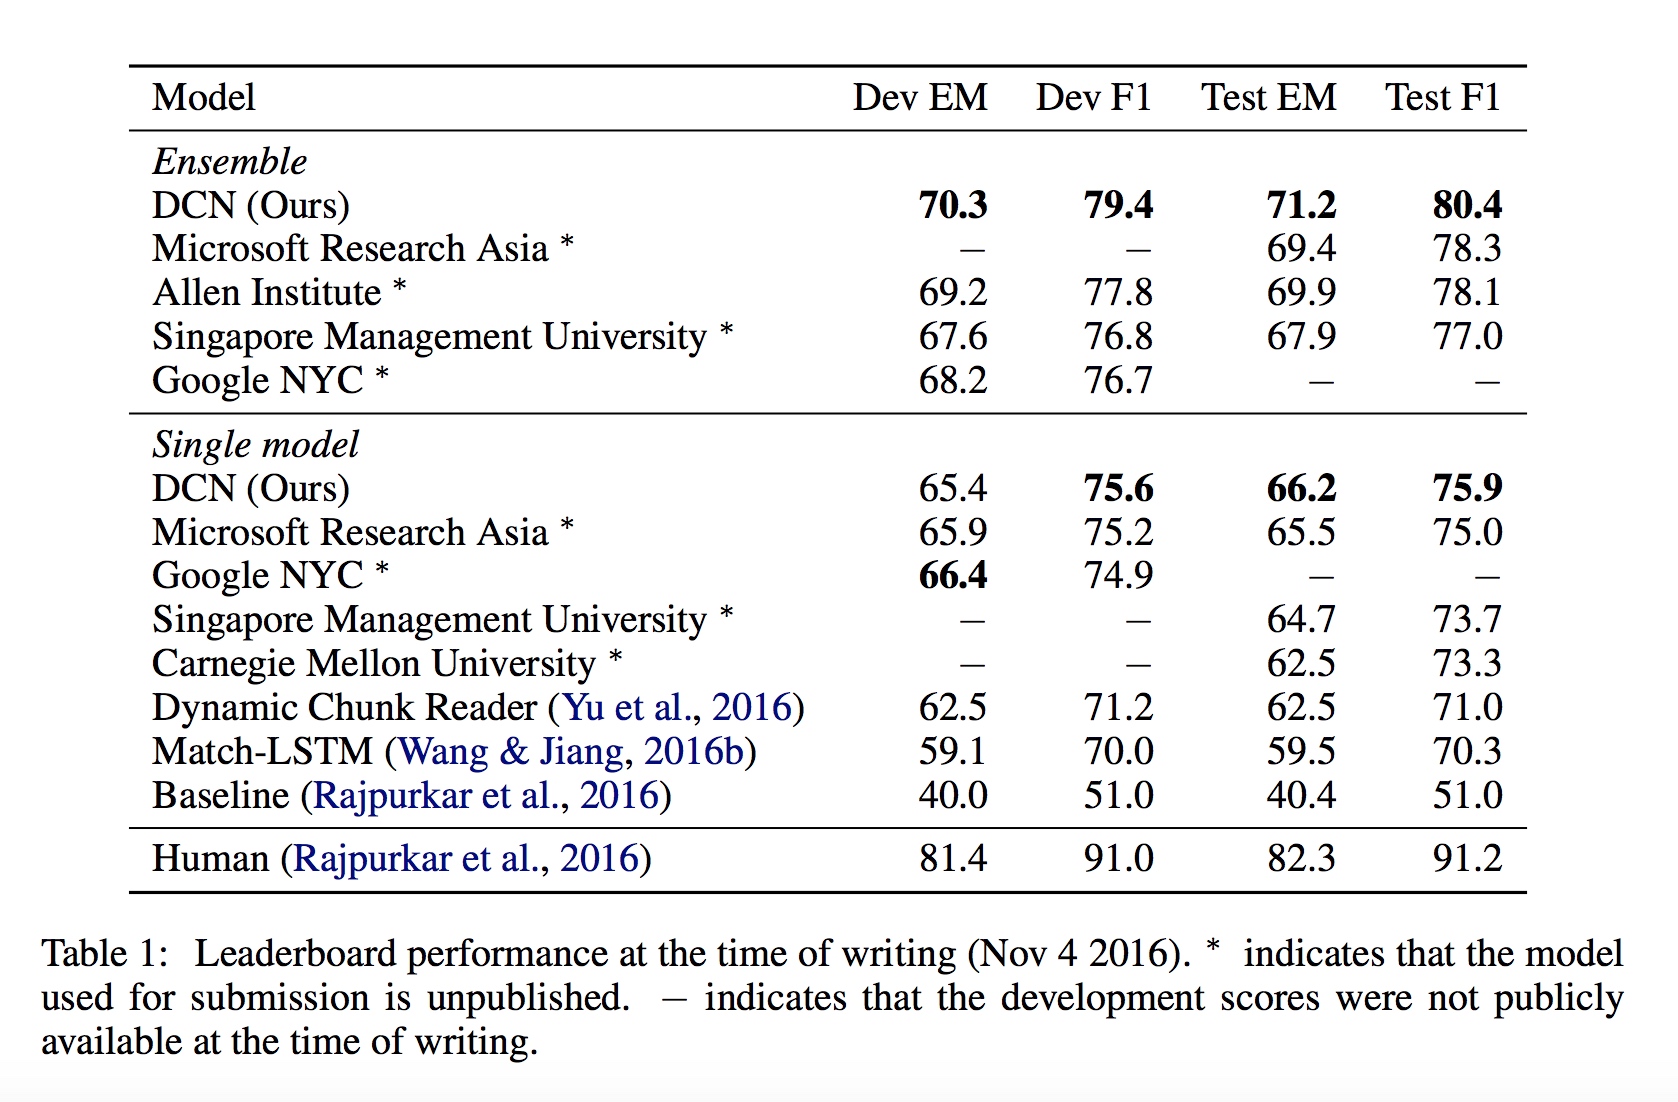 Model Dev EM Dev F1 Test EM Test F1
Ensemble
DCN (Ours) 70.3 79.4 71.2 80.4
Microsoft Research Asia * — — 69.4 78.3
Allen Institute * 69.2 77.8 69.9 78.1
Singapore Management University * 67.6 76.8 67.9 77.0
Google NYC * 68.2 76.7 — —
Single model
DCN (Ours) 65.4 75.6 66.2 75.9
Microsoft Research Asia * 65.9 75.2 65.5 75.0
Google NYC * 66.4 74.9 — —
Singapore Management University * — — 64.7 73.7
Carnegie Mellon University * — — 62.5 73.3
Dynamic Chunk Reader (Yu et al., 2016) 62.5 71.2 62.5 71.0
Match-LSTM (Wang & Jiang, 2016b) 59.1 70.0 59.5 70.3
Baseline (Rajpurkar et al., 2016) 40.0 51.0 40.4 51.0
Human (Rajpurkar et al., 2016) 81.4 91.0 82.3 91.2
Table 1: Leaderboard performance at the time of writing (Nov 4 2016). * indicates that the model
used for submission is unpublished. — indicates that the development scores were not publicly
available at the time of writing.